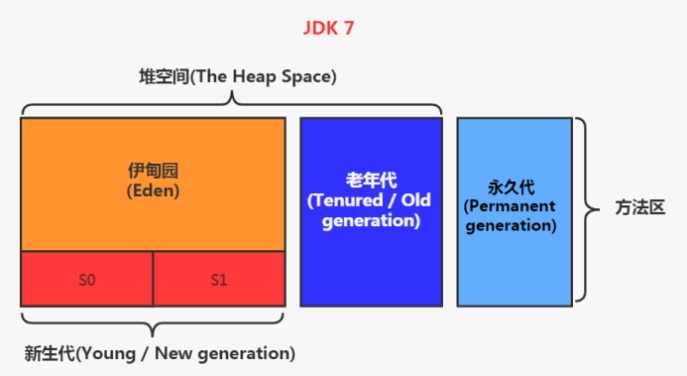 JDK 7
堆空间(The Heap Space)
伊甸园
(Eden)
S0
S1
老年代
(Tenured / Old
generation)
永久代
(Permanent
generation)
方法区
新生代(Young / New generation)